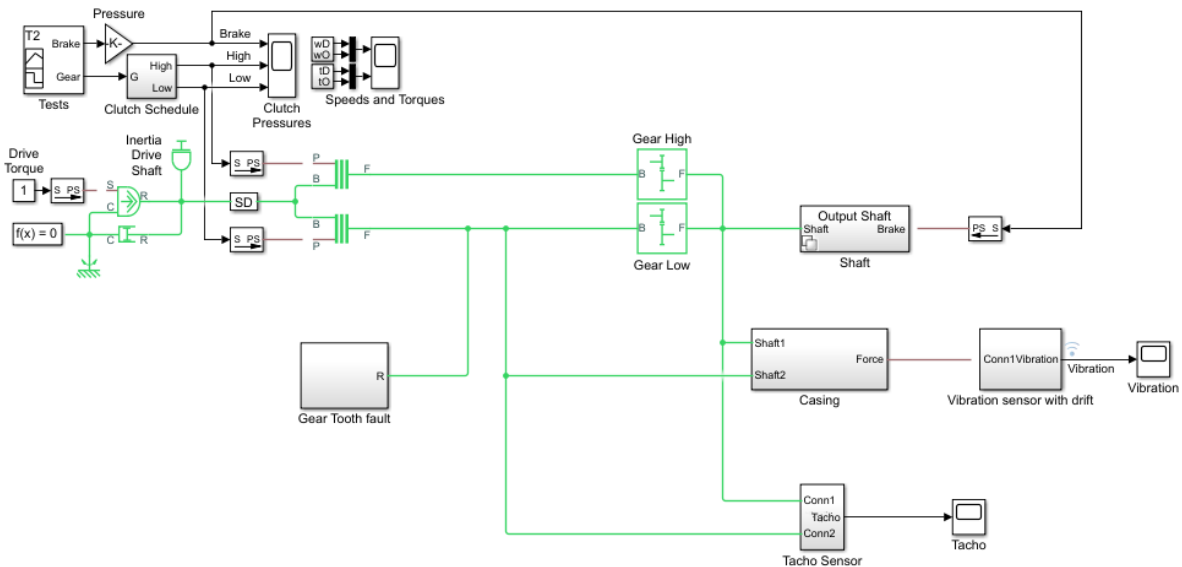 Pressure
T2
Brake
Gear
Tests
-K-
Brake
High
Low
G
High
Low
Clutch Schedule
Clutch
Pressures
wD
wO
tD
tO
Speeds and Torques
Inertia
Drive
Shaft
Drive
Torque
1
S PS
S
C
R
f(x) = 0
C
R
S PS
P
B
F
SD
B
P
F
S PS
Gear High
B
F
B
F
Gear Low
Output Shaft
Shaft
Brake
Shaft
PS S
R
Gear Tooth fault
Shaft1
Shaft2
Force
Casing
Conn1
Vibration
Vibration sensor with drift
Vibration
Vibration
Conn1
Tacho
Conn2
Tacho Sensor
Tacho